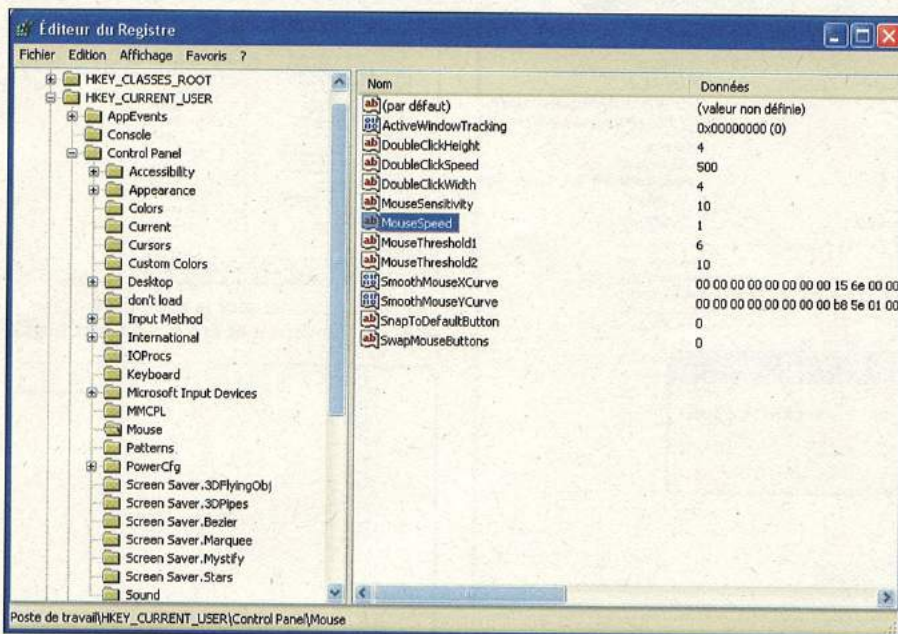 Éditeur du Registre
Fichier Edition Affichage Favoris ?
HKEY_CLASSES_ROOT
HKEY_CURRENT_USER
AppEvents
Console
Control Panel
Accessibility
Appearance
Colors
Current
Cursors
Custom Colors
Desktop
don't load
Input Method
International
IOProcs
Keyboard
Microsoft Input Devices
MMCPL
Mouse
Patterns
PowerCfg
Screen Saver.3DFlyingObj
Screen Saver.3DPipes
Screen Saver.Bezier
Screen Saver.Marquee
Screen Saver.Mystify
Screen Saver.Stars
Sound
Nom Données
(par défaut) (valeur non définie)
ActiveWindowTracking 0x00000000 (0)
DoubleClickHeight 4
DoubleClickSpeed 500
DoubleClickWidth 4
MouseSensitivity 10
MouseSpeed 1
MouseThreshold1 6
MouseThreshold2 10
SmoothMouseXCurve 00 00 00 00 00 00 00 00 15 6e 00 00
SmoothMouseYCurve 00 00 00 00 00 00 00 00 b8 5e 01 00
SnapToDefaultButton 0
SwapMouseButtons 0
Poste de travail\HKEY_CURRENT_USER\Control Panel\Mouse